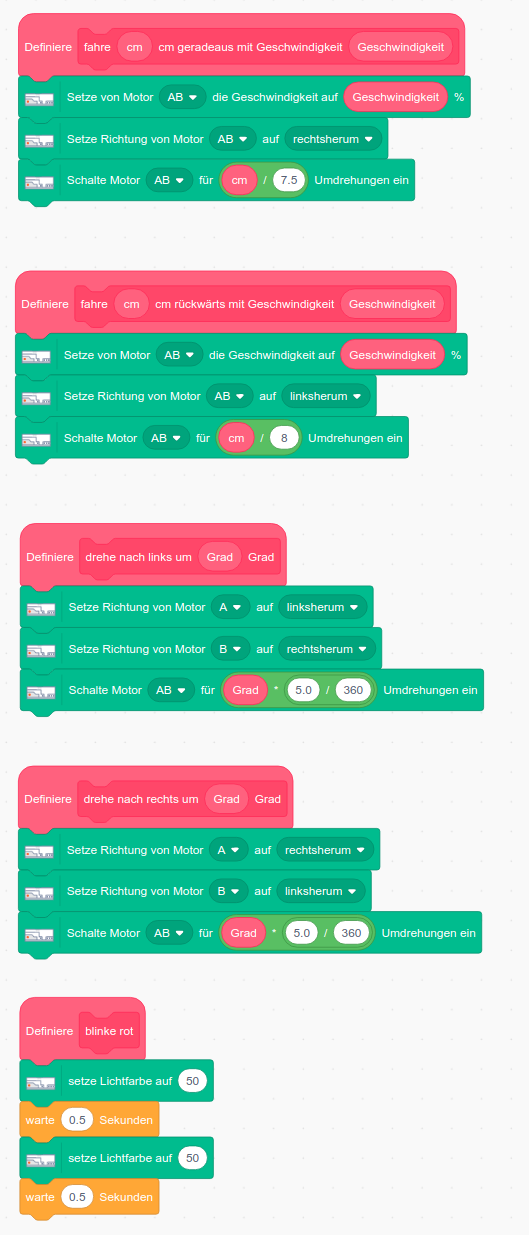 Definiere fahre cm cm geradeaus mit Geschwindigkeit Geschwindigkeit
Setze von Motor AB die Geschwindigkeit auf Geschwindigkeit %
Setze Richtung von Motor AB auf rechtsherum
Schalte Motor AB für cm / 7.5 Umdrehungen ein
Definiere fahre cm cm rückwärts mit Geschwindigkeit Geschwindigkeit
Setze von Motor AB die Geschwindigkeit auf Geschwindigkeit %
Setze Richtung von Motor AB auf linksherum
Schalte Motor AB für cm / 8 Umdrehungen ein
Definiere drehe nach links um Grad Grad
Setze Richtung von Motor A auf linksherum
Setze Richtung von Motor B auf rechtsherum
Schalte Motor AB für Grad * 5.0 / 360 Umdrehungen ein
Definiere drehe nach rechts um Grad Grad
Setze Richtung von Motor A auf rechtsherum
Setze Richtung von Motor B auf linksherum
Schalte Motor AB für Grad * 5.0 / 360 Umdrehungen ein
Definiere blinke rot
setze Lichtfarbe auf 50
warte 0.5 Sekunden
setze Lichtfarbe auf 50
warte 0.5 Sekunden